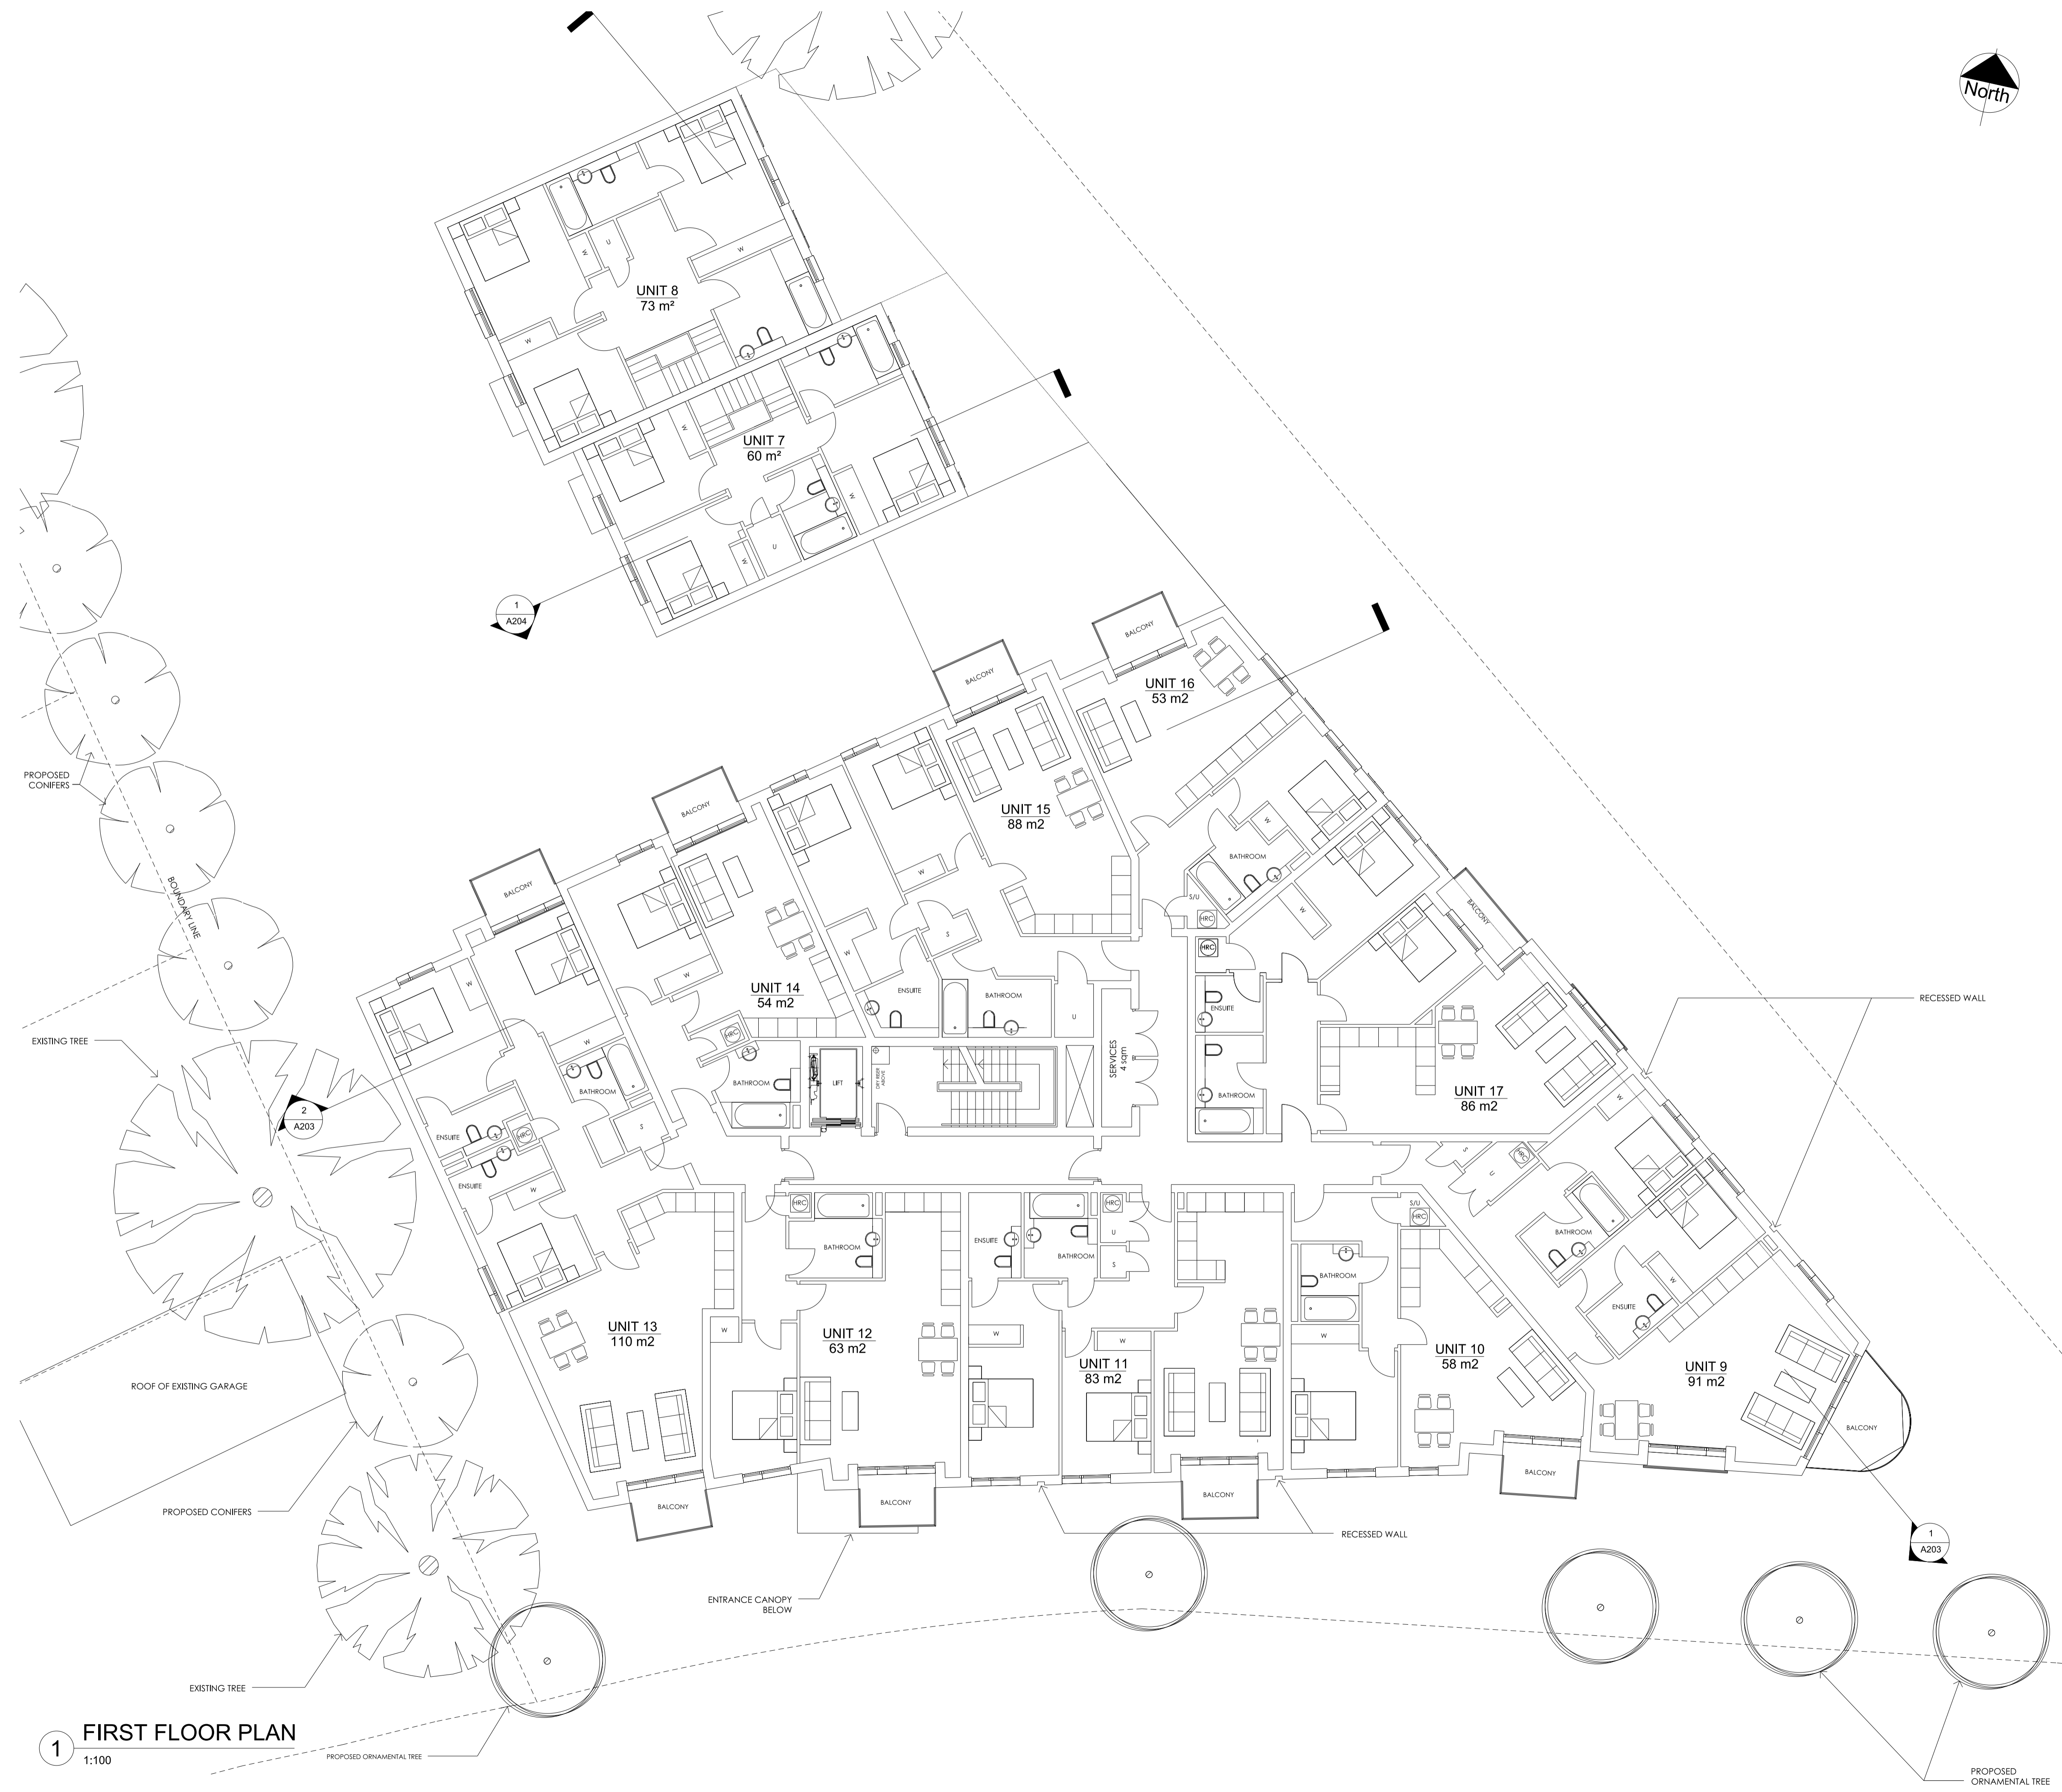 North
W
U
W
UNIT 8
73 m²
W
W
UNIT 7
60 m²
W
W
U
1
A204
BALCONY
BALCONY
UNIT 16
53 m2
PROPOSED
CONIFERS
BALCONY
UNIT 15
88 m2
W
BATHROOM
W
BOUNDARY LINE
BALCONY
W
S/U
HRC
W
BALCONY
S
W
HRC
W
W
UNIT 14
54 m2
ENSUITE
BATHROOM
U
ENSUITE
RECESSED WALL
EXISTING TREE
W
HRC
SERVICES
4 sqm
BATHROOM
BATHROOM
LIFT
DRY RISER
ABOVE
BATHROOM
UNIT 17
86 m2
W
2
A203
ENSUITE
HRC
S
S
U
HRC
ENSUITE
W
HRC
BATHROOM
ENSUITE
BATHROOM
HRC
U
S
S/U
HRC
BATHROOM
BATHROOM
W
ENSUITE
UNIT 13
110 m2
W
UNIT 12
63 m2
W
W
UNIT 11
83 m2
W
UNIT 10
58 m2
UNIT 9
91 m2
ROOF OF EXISTING GARAGE
BALCONY
BALCONY
BALCONY
BALCONY
BALCONY
PROPOSED CONIFERS
RECESSED WALL
1
A203
ENTRANCE CANOPY
BELOW
EXISTING TREE
1
FIRST FLOOR PLAN
1:100
PROPOSED ORNAMENTAL TREE
PROPOSED
ORNAMENTAL TREE